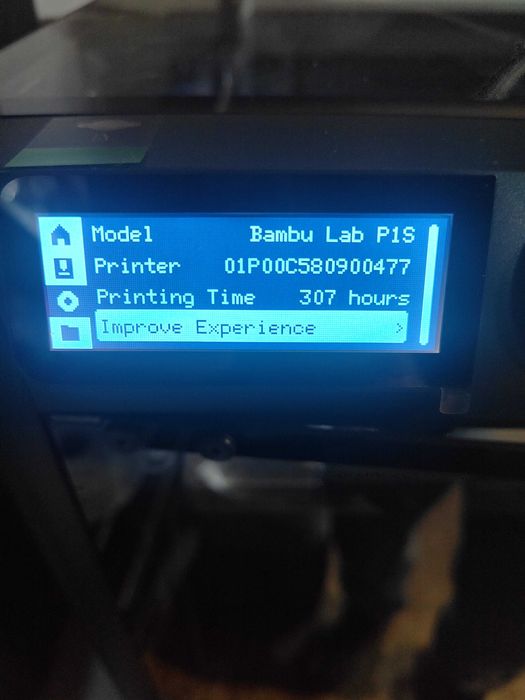 Model Bambu Lab P1S
Printer 01P00C580900477
Printing Time 307 hours
Improve Experience >